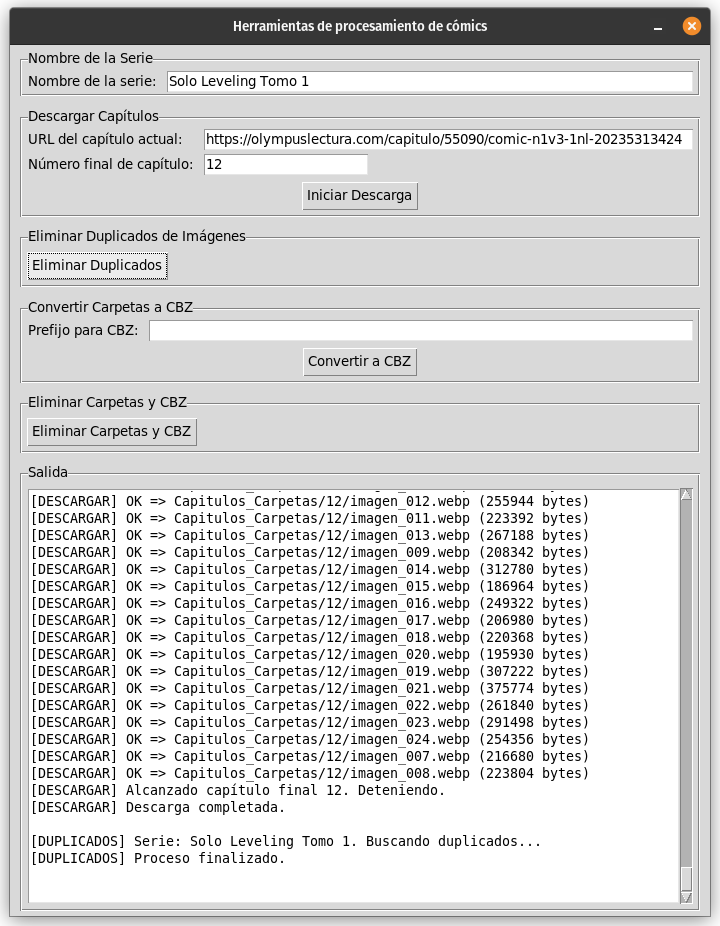 Herramientas de procesamiento de cómics
Nombre de la Serie
Nombre de la serie: Solo Leveling Tomo 1
Descargar Capítulos
URL del capítulo actual: https://olympuslectura.com/capitulo/55090/comic-n1v3-1nl-20235313424
Número final de capítulo: 12
Iniciar Descarga
Eliminar Duplicados de Imágenes
Eliminar Duplicados
Convertir Carpetas a CBZ
Prefijo para CBZ:
Convertir a CBZ
Eliminar Carpetas y CBZ
Eliminar Carpetas y CBZ
Salida
[DESCARGAR] OK => Capitulos_Carpetas/12/imagen_012.webp (255944 bytes)
[DESCARGAR] OK => Capitulos_Carpetas/12/imagen_011.webp (223392 bytes)
[DESCARGAR] OK => Capitulos_Carpetas/12/imagen_013.webp (267188 bytes)
[DESCARGAR] OK => Capitulos_Carpetas/12/imagen_009.webp (208342 bytes)
[DESCARGAR] OK => Capitulos_Carpetas/12/imagen_014.webp (312780 bytes)
[DESCARGAR] OK => Capitulos_Carpetas/12/imagen_015.webp (186964 bytes)
[DESCARGAR] OK => Capitulos_Carpetas/12/imagen_016.webp (249322 bytes)
[DESCARGAR] OK => Capitulos_Carpetas/12/imagen_017.webp (206980 bytes)
[DESCARGAR] OK => Capitulos_Carpetas/12/imagen_018.webp (220368 bytes)
[DESCARGAR] OK => Capitulos_Carpetas/12/imagen_020.webp (195930 bytes)
[DESCARGAR] OK => Capitulos_Carpetas/12/imagen_019.webp (307222 bytes)
[DESCARGAR] OK => Capitulos_Carpetas/12/imagen_021.webp (375774 bytes)
[DESCARGAR] OK => Capitulos_Carpetas/12/imagen_022.webp (261840 bytes)
[DESCARGAR] OK => Capitulos_Carpetas/12/imagen_023.webp (291498 bytes)
[DESCARGAR] OK => Capitulos_Carpetas/12/imagen_024.webp (254356 bytes)
[DESCARGAR] OK => Capitulos_Carpetas/12/imagen_007.webp (216680 bytes)
[DESCARGAR] OK => Capitulos_Carpetas/12/imagen_008.webp (223804 bytes)
[DESCARGAR] Alcanzado capítulo final 12. Deteniendo.
[DESCARGAR] Descarga completada.
[DUPLICADOS] Serie: Solo Leveling Tomo 1. Buscando duplicados...
[DUPLICADOS] Proceso finalizado.